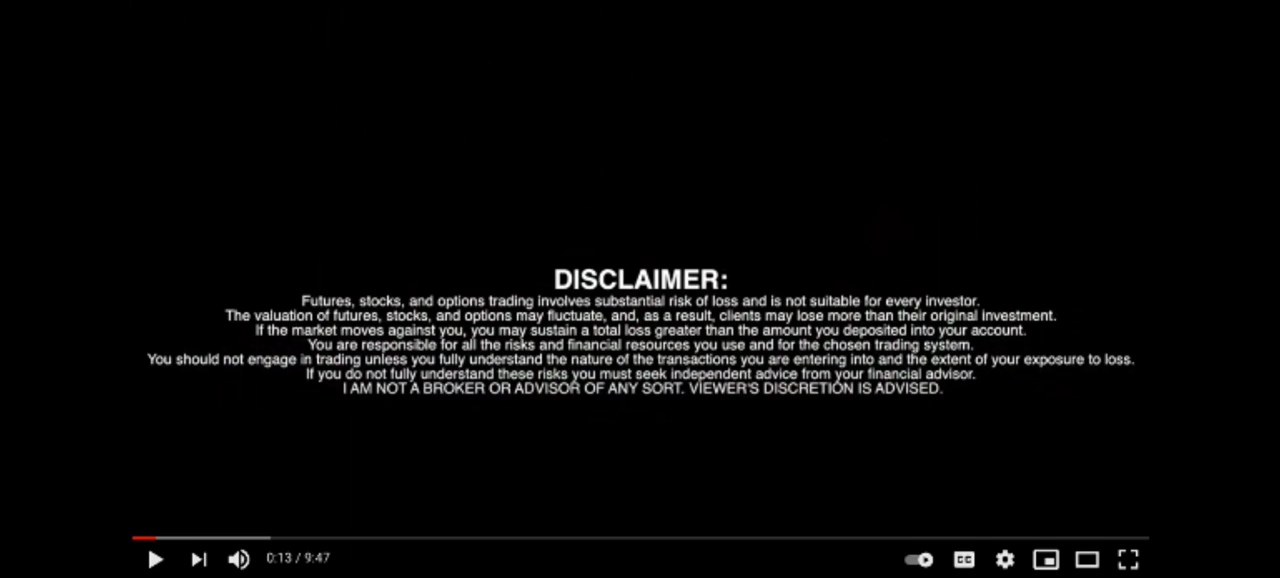 DISCLAIMER:
Futures, stocks, and options trading involves substantial risk of loss and is not suitable for every investor.
The valuation of futures, stocks, and options may fluctuate, and, as a result, clients may lose more than their original investment.
If the market moves against you, you may sustain a total loss greater than the amount you deposited into your account.
You are responsible for all the risks and financial resources you use and for the chosen trading system.
You should not engage in trading unless you fully understand the nature of the transactions you are entering into and the extent of your exposure to loss.
If you do not fully understand these risks you must seek independent advice from your financial advisor.
I AM NOT A BROKER OR ADVISOR OF ANY SORT. VIEWER'S DISCRETION IS ADVISED.
0:13 / 9:47
CC